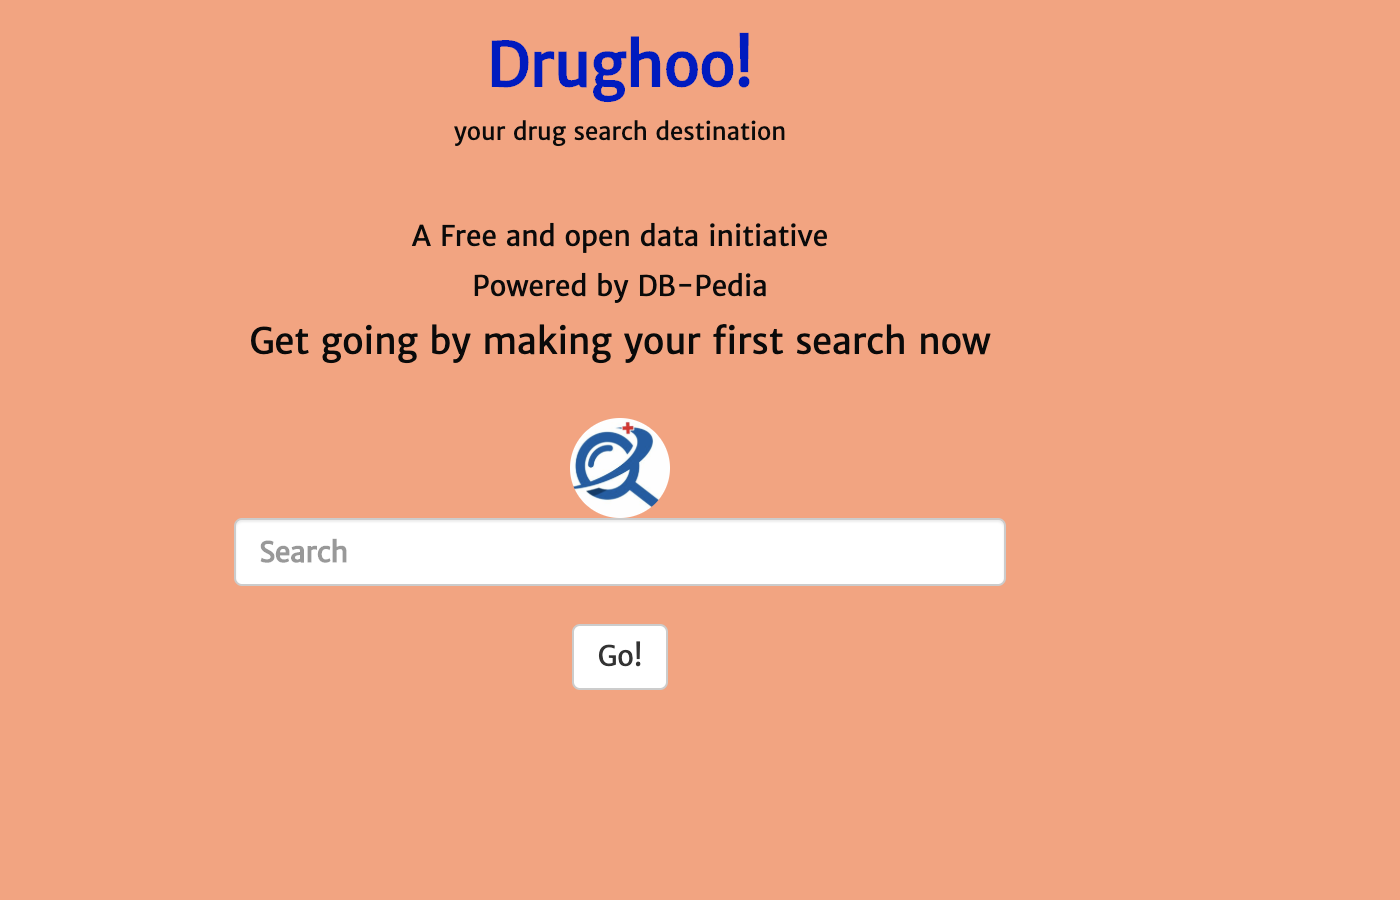 Drughoo!
your drug search destination
A Free and open data initiative
Powered by DB-Pedia
Get going by making your first search now
Search
Go!